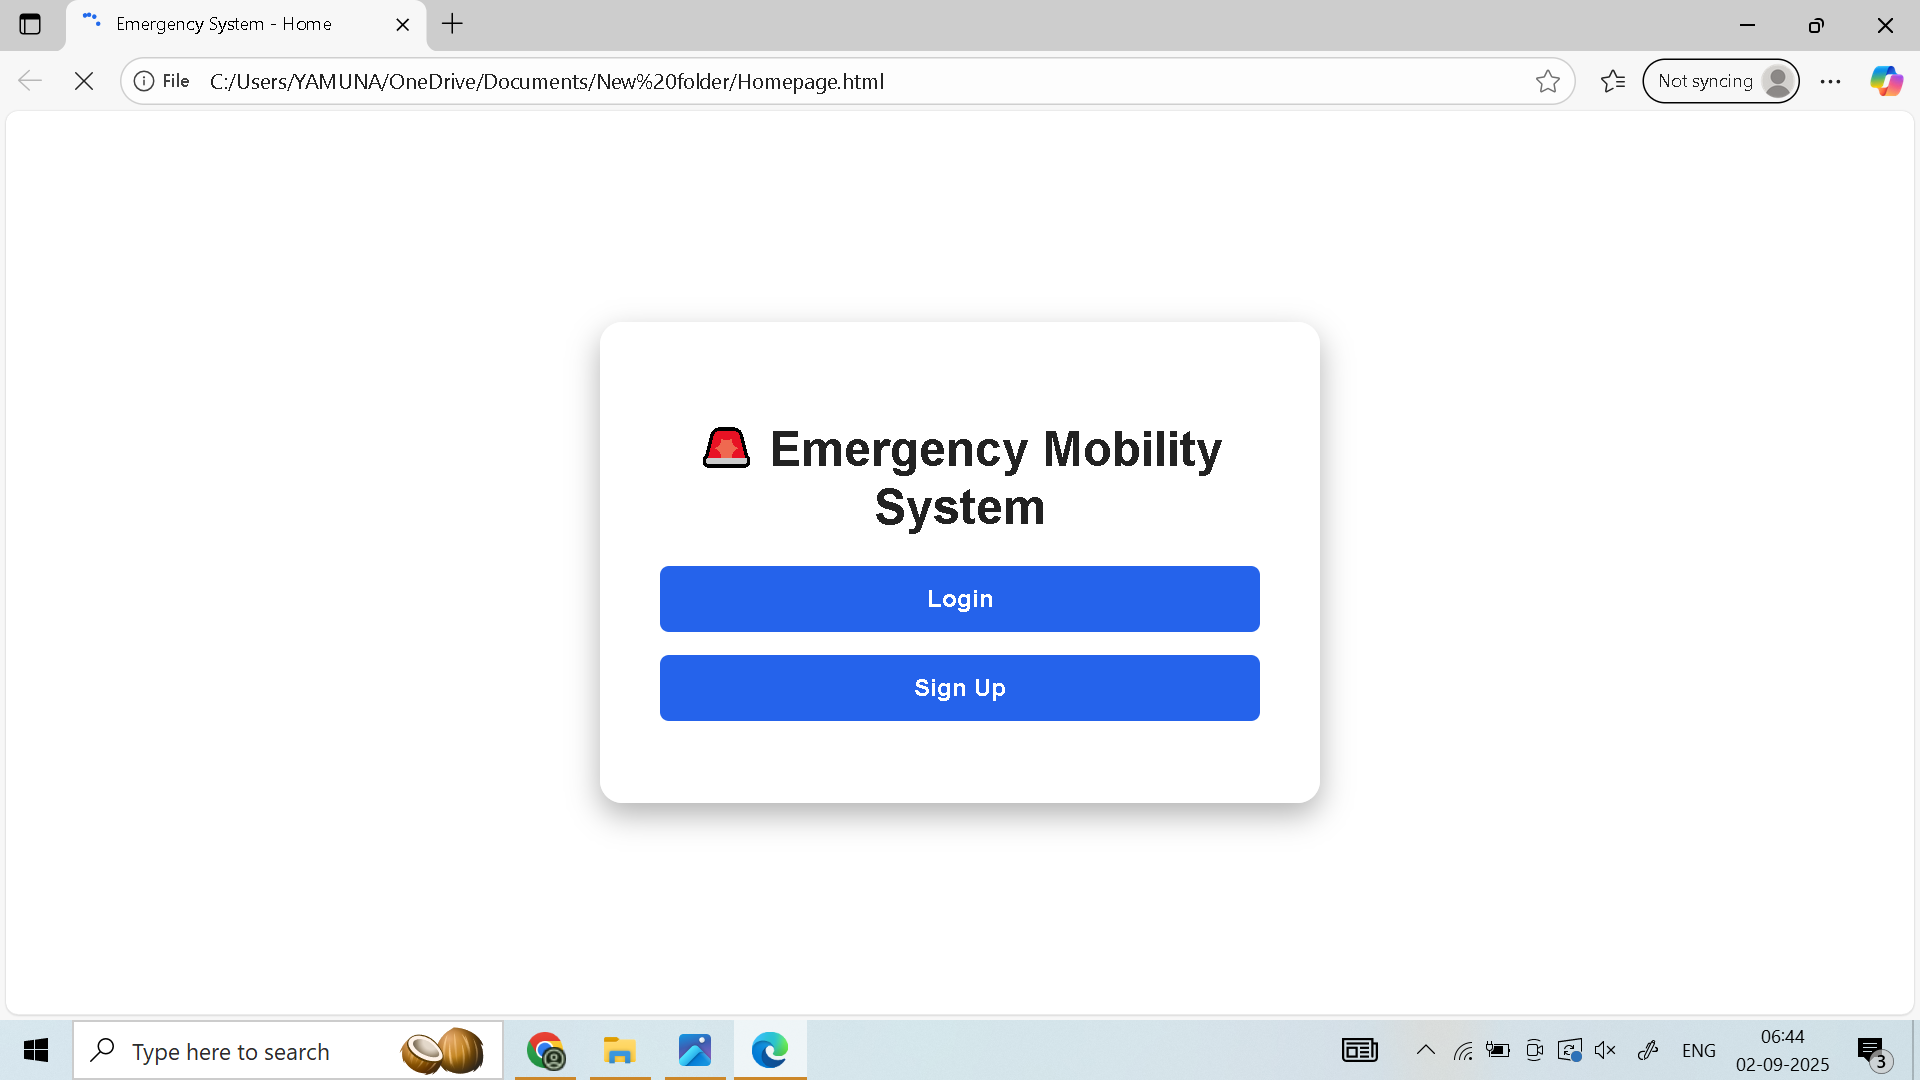 Emergency System - Home
File C:/Users/YAMUNA/OneDrive/Documents/New%20folder/Homepage.html
Not syncing
Emergency Mobility
System
Login
Sign Up
Type here to search
ENG
06:44
02-09-2025
3